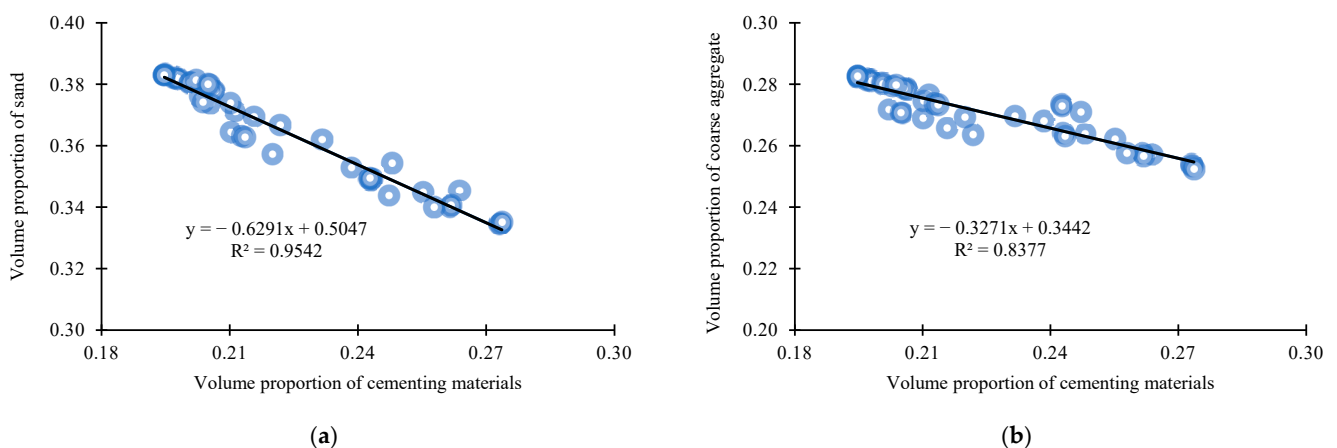 0.40
0.38
0.36
0.34
0.32
0.30
Volume proportion of sand
y = − 0.6291x + 0.5047
R² = 0.9542
0.18 0.21 0.24 0.27 0.30
Volume proportion of cementing materials
(a)
0.30
0.28
0.26
0.24
0.22
0.20
Volume proportion of coarse aggregate
y = − 0.3271x + 0.3442
R² = 0.8377
0.18 0.21 0.24 0.27 0.30
Volume proportion of cementing materials
(b)